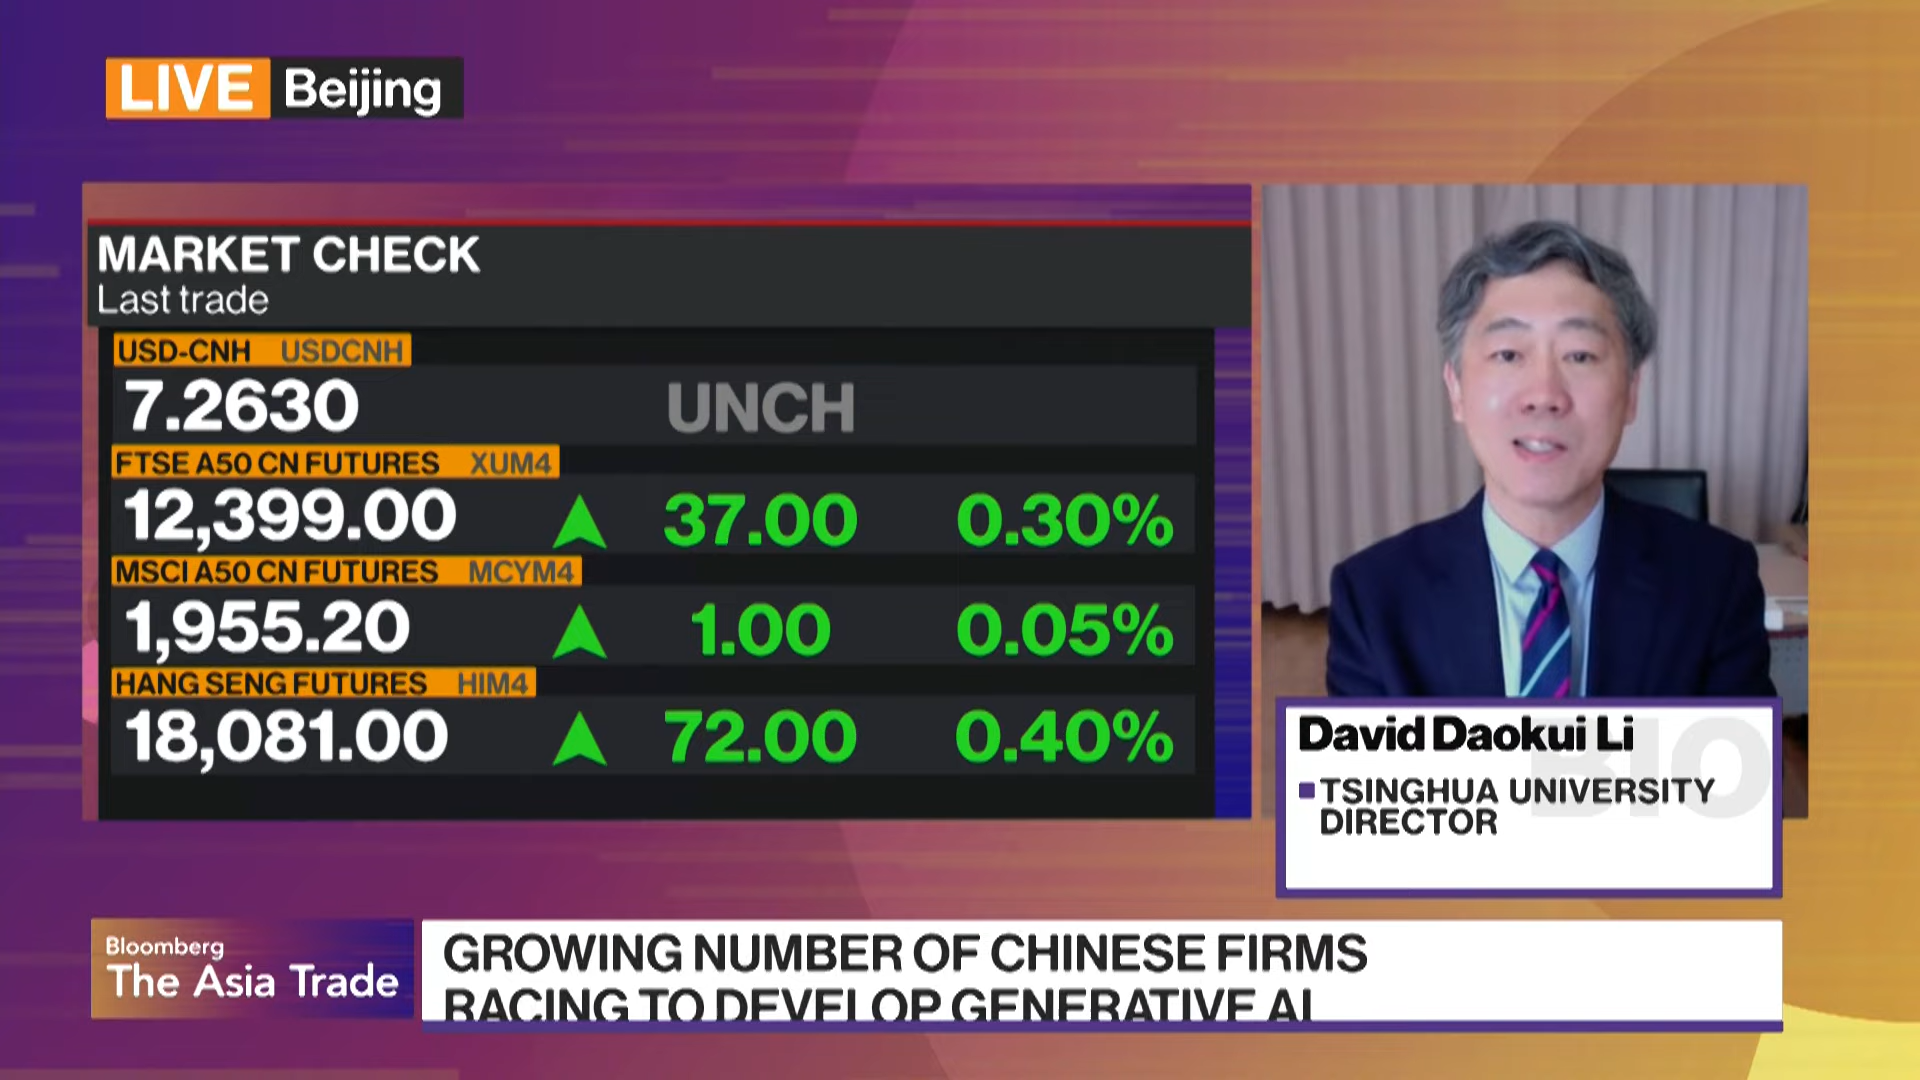 LIVE Beijing
MARKET CHECK
Last trade
USD-CNH USDCNH
7.2630 UNCH
FTSE A50 CN FUTURES XUM4
12,399.00 37.00 0.30%
MSCI A50 CN FUTURES MCYM4
1,955.20 1.00 0.05%
HANG SENG FUTURES HIM4
18,081.00 72.00 0.40%
BIO
David Daokui Li
TSINGHUA UNIVERSITY
DIRECTOR
Bloomberg
The Asia Trade
GROWING NUMBER OF CHINESE FIRMS
RACING TO DEVELOP GENERATIVE AI